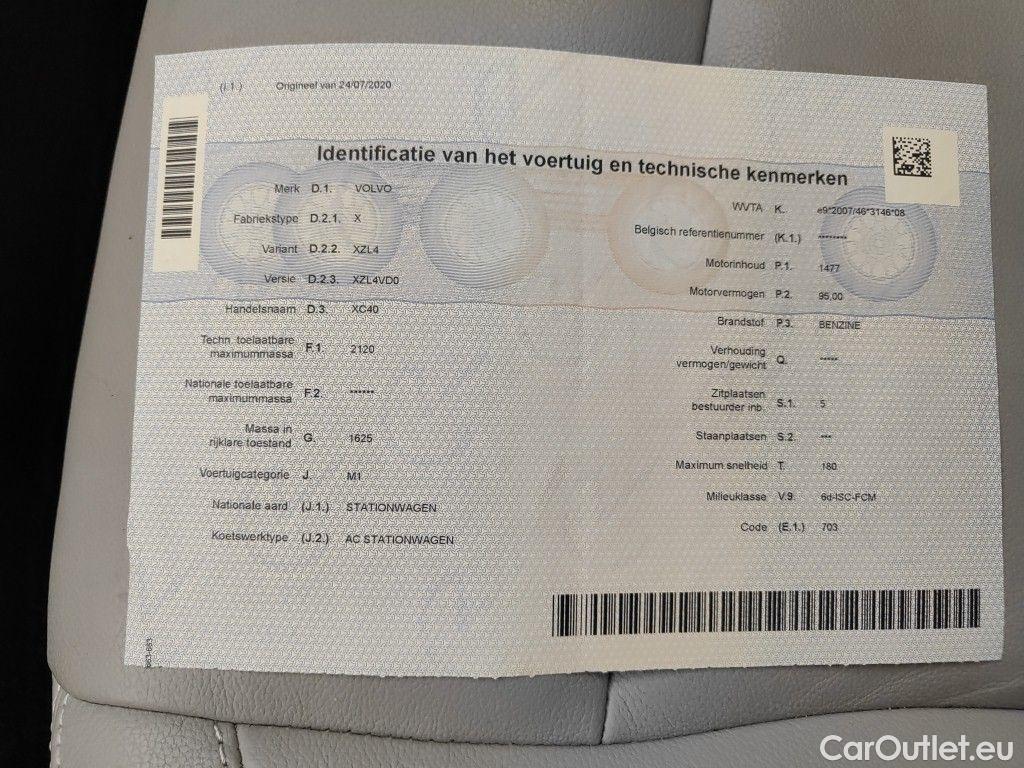 (I.1.) Origineel van 24/07/2020
Identificatie van het voertuig en technische kenmerken
Merk D.1. VOLVO
Fabriekstype D.2.1. X
Variant D.2.2. XZL4
Versie D.2.3. XZL4VD0
Handelsnaam D.3. XC40
Techn. toelaatbare
maximummassa F.1. 2120
Nationale toelaatbare
maximummassa F.2. ******
Massa in
rijklare toestand G. 1625
Voertuigcategorie J. M1
Nationale aard (J.1.) STATIONWAGEN
Koetswerktype (J.2.) AC STATIONWAGEN
WVTA K. e9*2007/46*3146*08
Belgisch referentienummer (K.1.) ********
Motorinhoud P.1. 1477
Motorvermogen P.2. 95,00
Brandstof P.3. BENZINE
Verhouding
vermogen/gewicht Q. *****
Zitplaatsen
bestuurder inb. S.1. 5
Staanplaatsen S.2. ***
Maximum snelheid T. 180
Milieuklasse V.9. 6d-ISC-FCM
Code (E.1.) 703
863-683
CarOutlet.eu